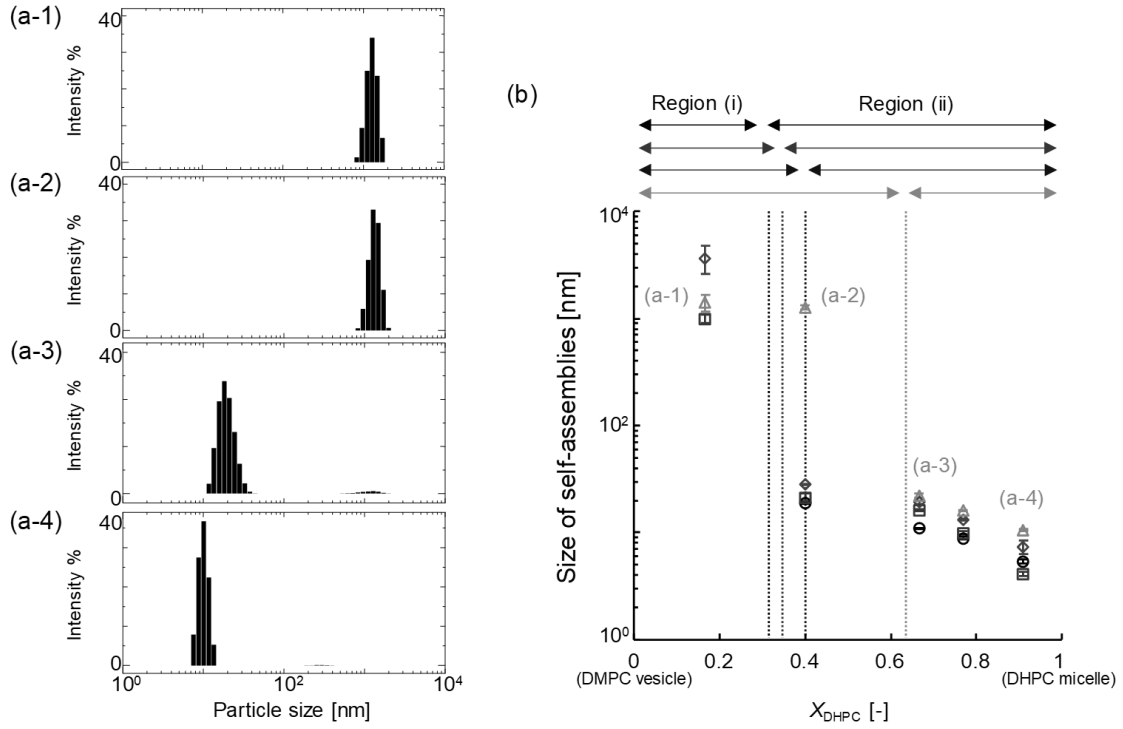 (a-1)
40
Intensity %
0
(a-2)
40
Intensity %
0
(a-3)
40
Intensity %
0
(a-4)
40
Intensity %
0
10⁰ 10² 10⁴
Particle size [nm]
(b)
Region (i) Region (ii)
10⁴
(a-1) (a-2)
10²
(a-3)
(a-4)
10⁰
Size of self-assemblies [nm]
0 0.2 0.4 0.6 0.8 1
(DMPC vesicle) (DHPC micelle)
X_DHPC [-]